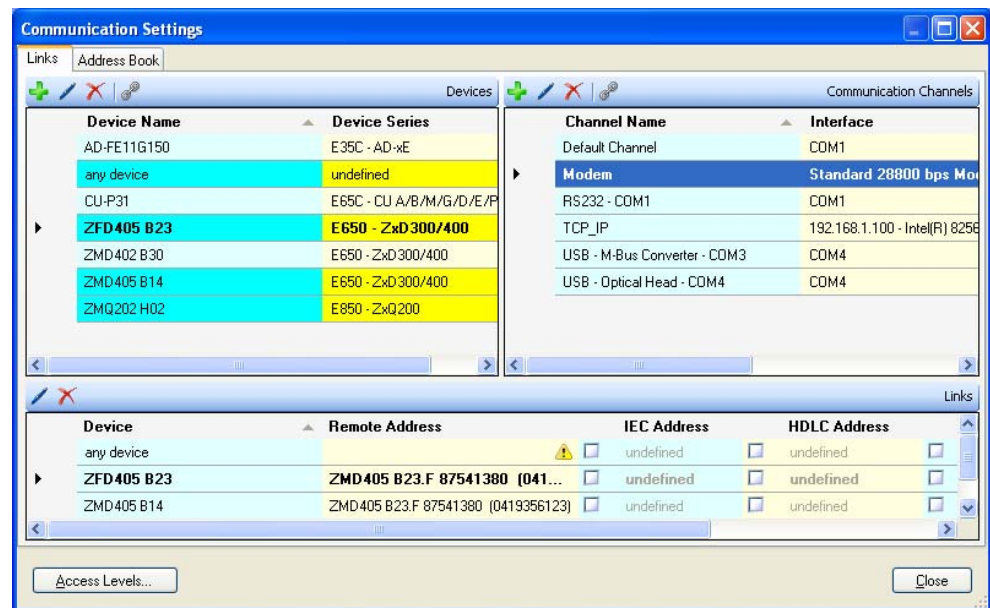 Communication Settings
Links Address Book
Devices Communication Channels
Device Name Device Series Channel Name Interface
AD-FE11G150 E35C - AD-xE Default Channel COM1
any device undefined Modem Standard 28800 bps Mo
CU-P31 E65C - CU A/B/M/G/D/E/P RS232 - COM1 COM1
ZFD405 B23 E650 - ZxD300/400 TCP_IP 192.168.1.100 - Intel(R) 8256
ZMD402 B30 E650 - ZxD300/400 USB - M-Bus Converter - COM3 COM4
ZMD405 B14 E650 - ZxD300/400 USB - Optical Head - COM4 COM4
ZMQ202 H02 E850 - ZxQ200
Links
Device Remote Address IEC Address HDLC Address
any device undefined undefined
ZFD405 B23 ZMD405 B23.F 87541380 (041... undefined undefined
ZMD405 B14 ZMD405 B23.F 87541380 (0419356123) undefined undefined
Access Levels... Close